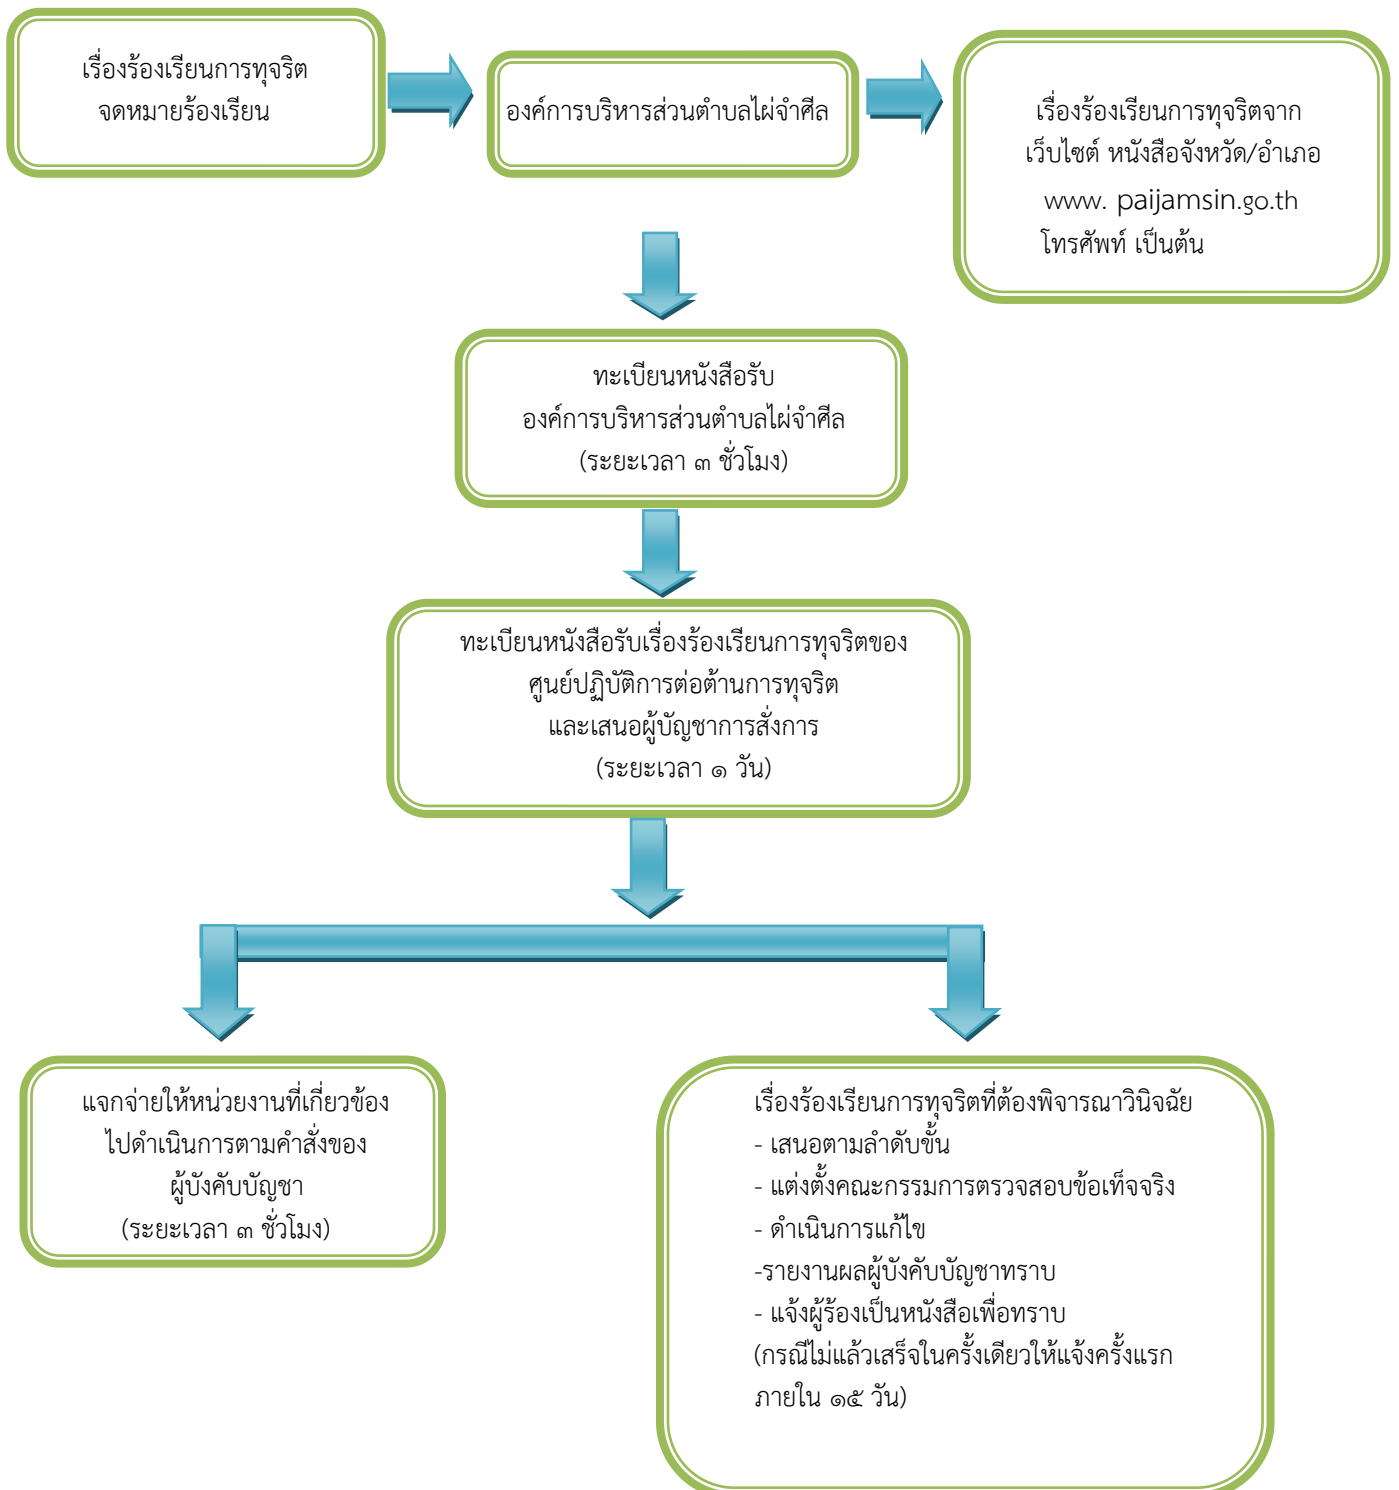 เรื่องร้องเรียนการทุจริต
จดหมายร้องเรียน
องค์การบริหารส่วนตำบลไผ่จำศีล
เรื่องร้องเรียนการทุจริตจาก
เว็บไซต์ หนังสือจังหวัด/อำเภอ
www. paijamsin.go.th
โทรศัพท์ เป็นต้น
ทะเบียนหนังสือรับ
องค์การบริหารส่วนตำบลไผ่จำศีล
(ระยะเวลา ๓ ชั่วโมง)
ทะเบียนหนังสือรับเรื่องร้องเรียนการทุจริตของ
ศูนย์ปฏิบัติการต่อต้านการทุจริต
และเสนอผู้บัญชาการสั่งการ
(ระยะเวลา ๑ วัน)
แจกจ่ายให้หน่วยงานที่เกี่ยวข้อง
ไปดำเนินการตามคำสั่งของ
ผู้บังคับบัญชา
(ระยะเวลา ๓ ชั่วโมง)
เรื่องร้องเรียนการทุจริตที่ต้องพิจารณาวินิจฉัย
- เสนอตามลำดับขั้น
- แต่งตั้งคณะกรรมการตรวจสอบข้อเท็จจริง
- ดำเนินการแก้ไข
-รายงานผลผู้บังคับบัญชาทราบ
- แจ้งผู้ร้องเป็นหนังสือเพื่อทราบ
(กรณีไม่แล้วเสร็จในครั้งเดียวให้แจ้งครั้งแรก
ภายใน ๑๕ วัน)